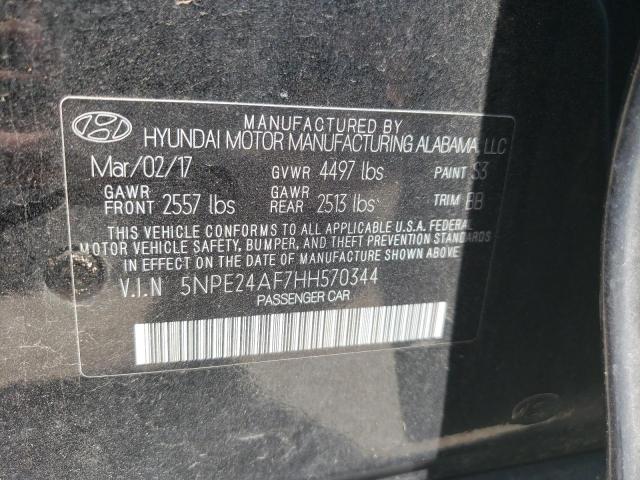 MANUFACTURED BY
HYUNDAI MOTOR MANUFACTURING ALABAMA, LLC
Mar/02/17 GVWR 4497 lbs PAINT S3
GAWR FRONT 2557 lbs GAWR REAR 2513 lbs TRIM BB
THIS VEHICLE CONFORMS TO ALL APPLICABLE U.S.A. FEDERAL
MOTOR VEHICLE SAFETY, BUMPER, AND THEFT PREVENTION STANDARDS
IN EFFECT ON THE DATE OF MANUFACTURE SHOWN ABOVE.
V.I.N 5NPE24AF7HH570344
PASSENGER CAR